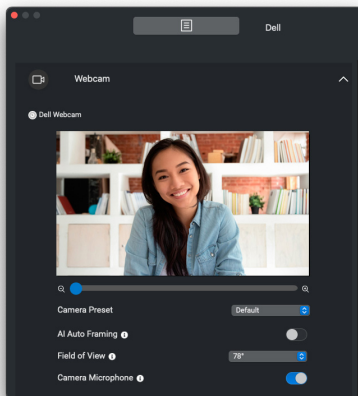 Dell
Webcam
Dell Webcam
Camera Preset
Default
AI Auto Framing
Field of View
78°
Camera Microphone